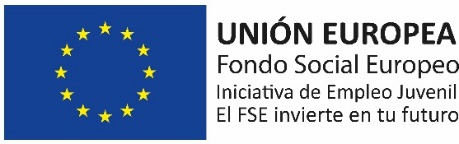 UNIÓN EUROPEA
Fondo Social Europeo
Iniciativa de Empleo Juvenil
El FSE invierte en tu futuro